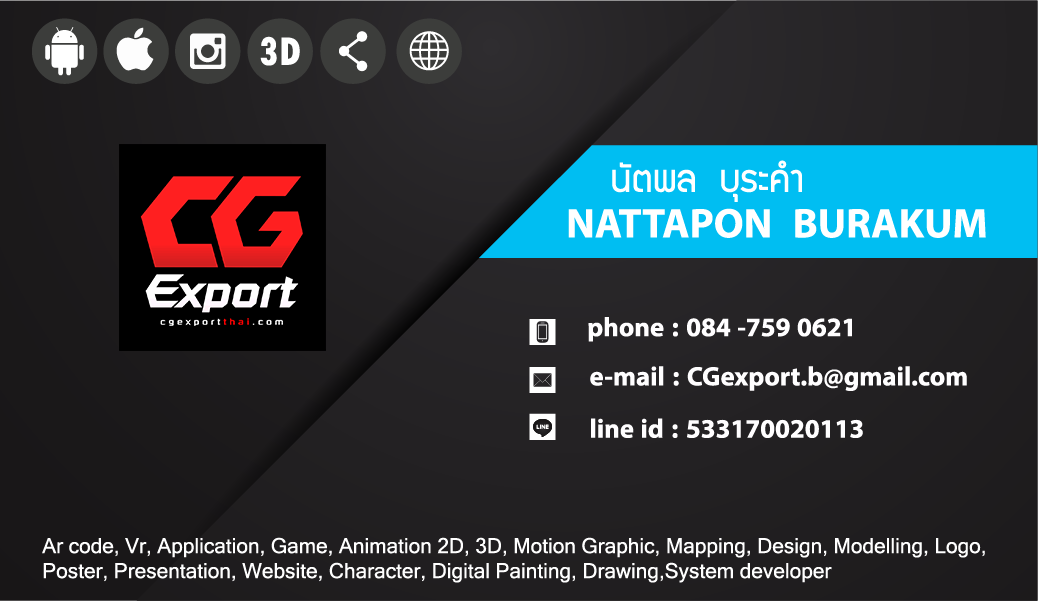 3D
CG
Export
cgexportthai.com
นัตพล บุระคำ
NATTAPON BURAKUM
phone : 084 -759 0621
e-mail : CGexport.b@gmail.com
LINE
line id : 533170020113
Ar code, Vr, Application, Game, Animation 2D, 3D, Motion Graphic, Mapping, Design, Modelling, Logo,
Poster, Presentation, Website, Character, Digital Painting, Drawing,System developer